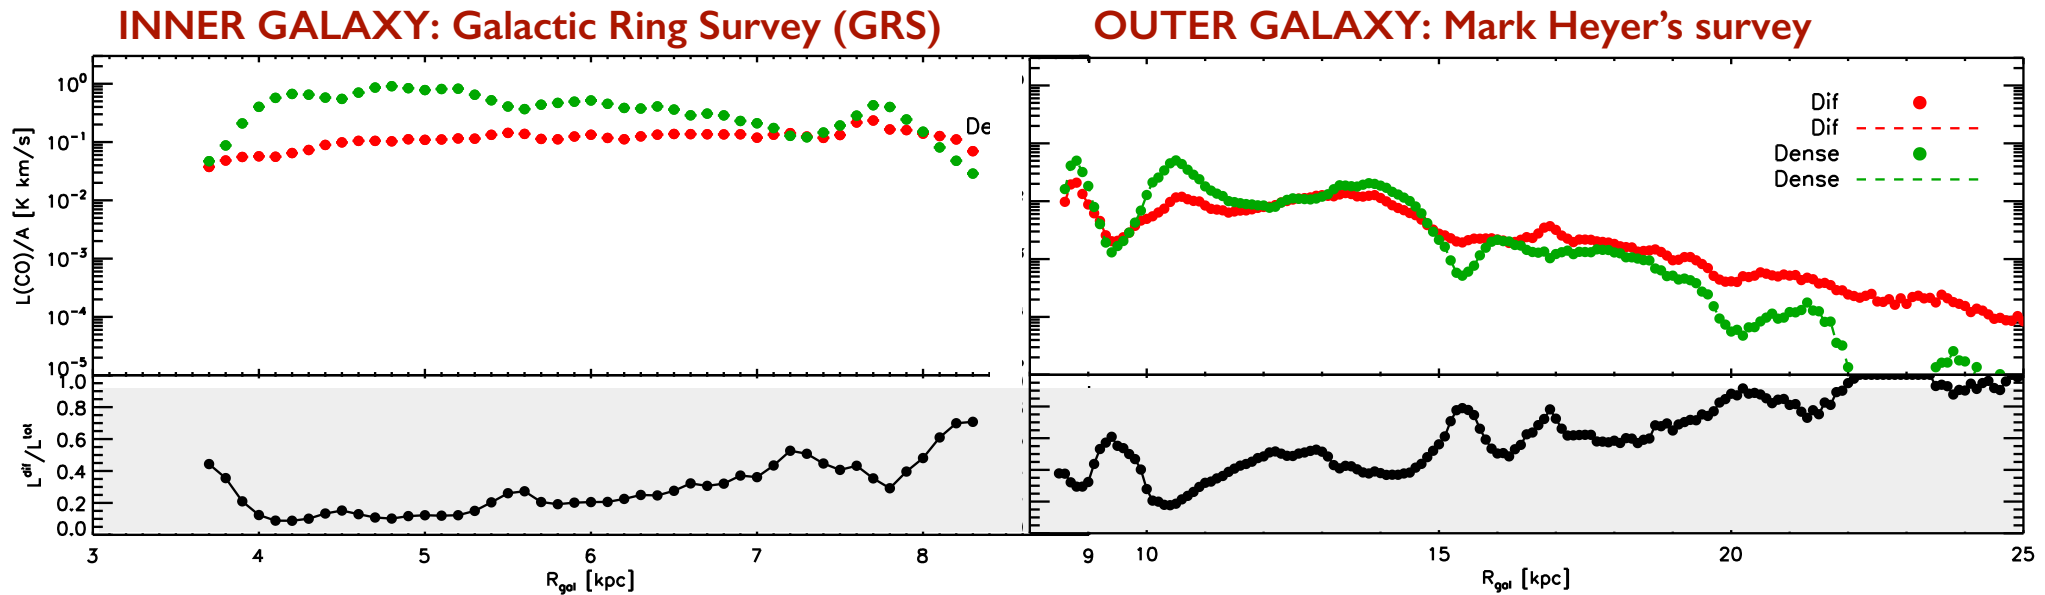 INNER GALAXY: Galactic Ring Survey (GRS)
OUTER GALAXY: Mark Heyer's survey
L(CO)/A [K km/s]
10⁰
10⁻¹
10⁻²
10⁻³
10⁻⁴
10⁻⁵
De
Dif
Dif
Dense
Dense
L^dif/L^tot
1.0
0.8
0.6
0.4
0.2
0.0
3 4 5 6 7 8
9 10 15 20 25
R_gal [kpc]
R_gal [kpc]